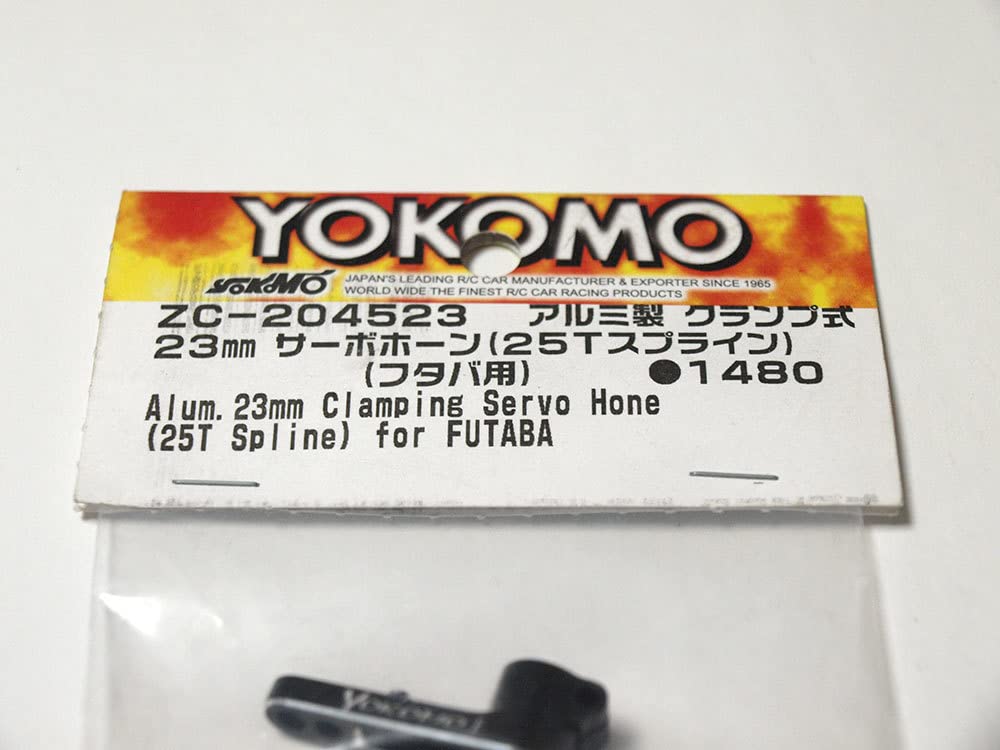 YOKOMO
YOKOMO JAPAN'S LEADING R/C CAR MANUFACTURER & EXPORTER SINCE 1965
WORLD WIDE THE FINEST R/C CAR RACING PRODUCTS
ZC-204523 アルミ製 クランプ式
23mm サーボホーン(25Tスプライン)
(フタバ用) ●1480
Alum. 23mm Clamping Servo Hone
(25T Spline) for FUTABA
YOKOMO